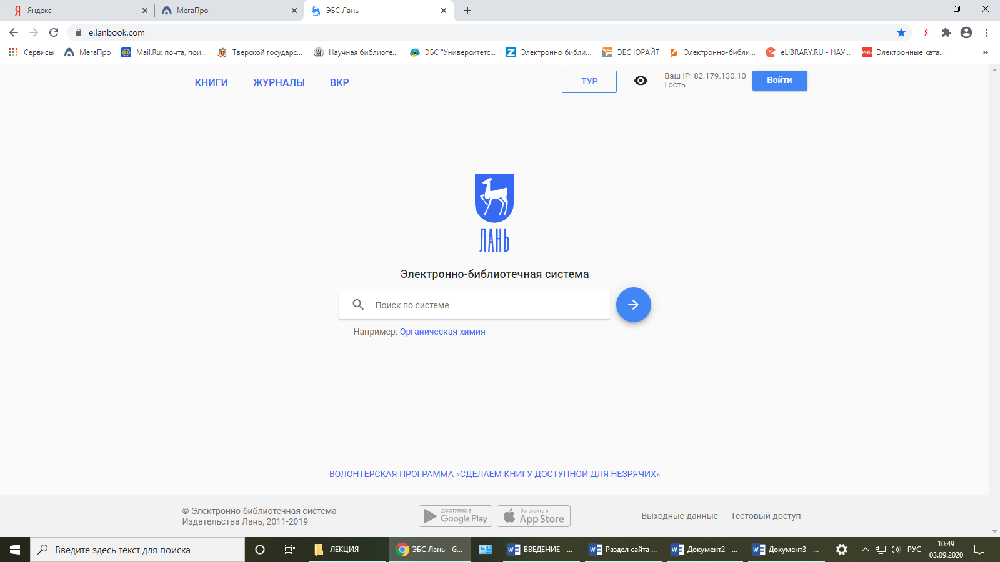 Яндекс
МегаПро
ЭБС Лань
e.lanbook.com
Я
Сервисы
МегаПро
Mail.Ru: почта, пои...
Тверской государс...
Научная библиоте...
ЭБС "Университетс...
Электронно библи...
ЭБС ЮРАЙТ
Электронно-библи...
eLIBRARY.RU - НАУ...
РНБ
Электронные ката...
»
КНИГИ
ЖУРНАЛЫ
ВКР
ТУР
Ваш IP: 82.179.130.10
Гость
Войти
ЛАНЬ
Электронно-библиотечная система
Поиск по системе
Например: Органическая химия
ВОЛОНТЕРСКАЯ ПРОГРАММА «СДЕЛАЕМ КНИГУ ДОСТУПНОЙ ДЛЯ НЕЗРЯЧИХ»
© Электронно-библиотечная система
Издательства Лань, 2011-2019
ДОСТУПНО В
Google Play
Загрузите в
App Store
Выходные данные
Тестовый доступ
Введите здесь текст для поиска
ЛЕКЦИЯ
ЭБС Лань - G...
ВВЕДЕНИЕ - ...
Раздел сайта ...
Документ2 - ...
Документ3 - ...
РУС
10:49
03.09.2020